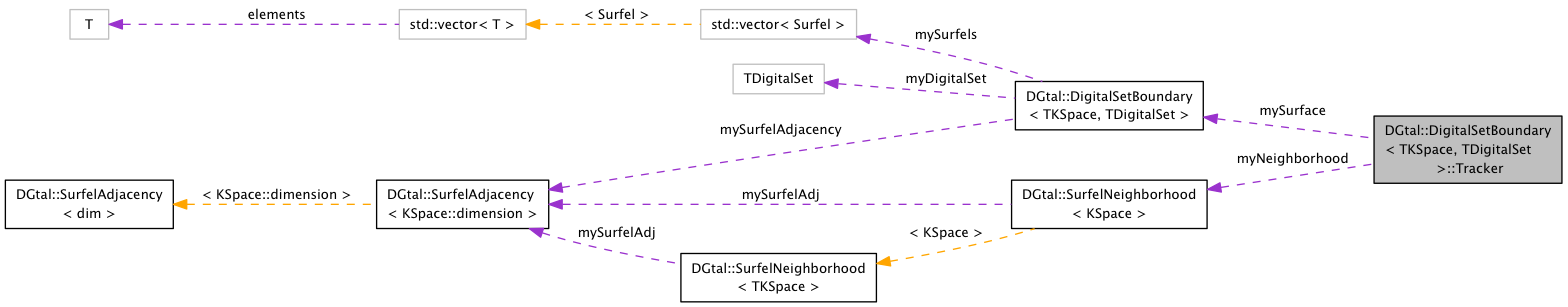 elements
< Surfel >
T
std::vector< T >
std::vector< Surfel >
mySurfels
TDigitalSet
myDigitalSet
DGtal::DigitalSetBoundary
< TKSpace, TDigitalSet >
mySurface
DGtal::DigitalSetBoundary
< TKSpace, TDigitalSet
>::Tracker
mySurfelAdjacency
myNeighborhood
DGtal::SurfelAdjacency
< dim >
< KSpace::dimension >
DGtal::SurfelAdjacency
< KSpace::dimension >
mySurfelAdj
DGtal::SurfelNeighborhood
< KSpace >
mySurfelAdj
< KSpace >
DGtal::SurfelNeighborhood
< TKSpace >